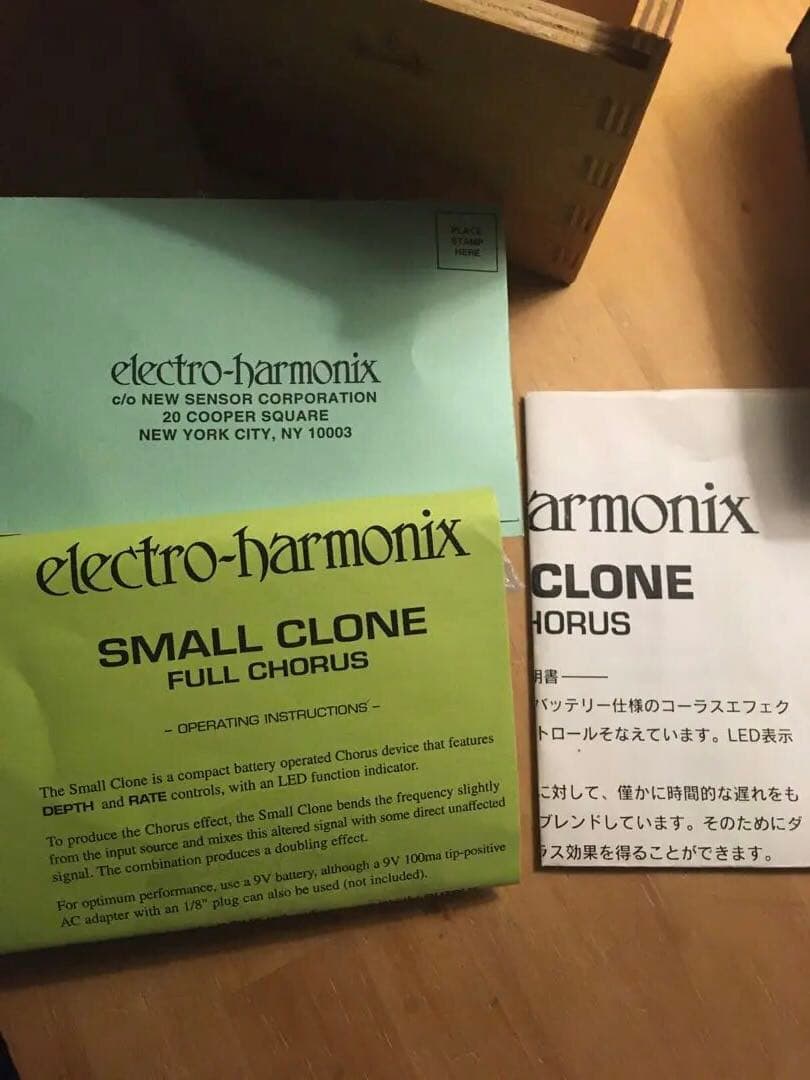 PLACE
STAMP
HERE
electro-harmonix
c/o NEW SENSOR CORPORATION
20 COOPER SQUARE
NEW YORK CITY, NY 10003
electro-harmonix
SMALL CLONE
FULL CHORUS
- OPERATING INSTRUCTIONS -
The Small Clone is a compact battery operated Chorus device that features
DEPTH and RATE controls, with an LED function indicator.
To produce the Chorus effect, the Small Clone bends the frequency slightly
from the input source and mixes this altered signal with some direct unaffected
signal. The combination produces a doubling effect.
For optimum performance, use a 9V battery, although a 9V 100ma tip-positive
AC adapter with an 1/8" plug can also be used (not included).
armonix
CLONE
HORUS
明書——
バッテリー仕様のコーラスエフェク
トロールそなえています。LED表示
に対して、僅かに時間的な遅れをも
ブレンドしています。そのためにダ
ラス効果を得ることができます。